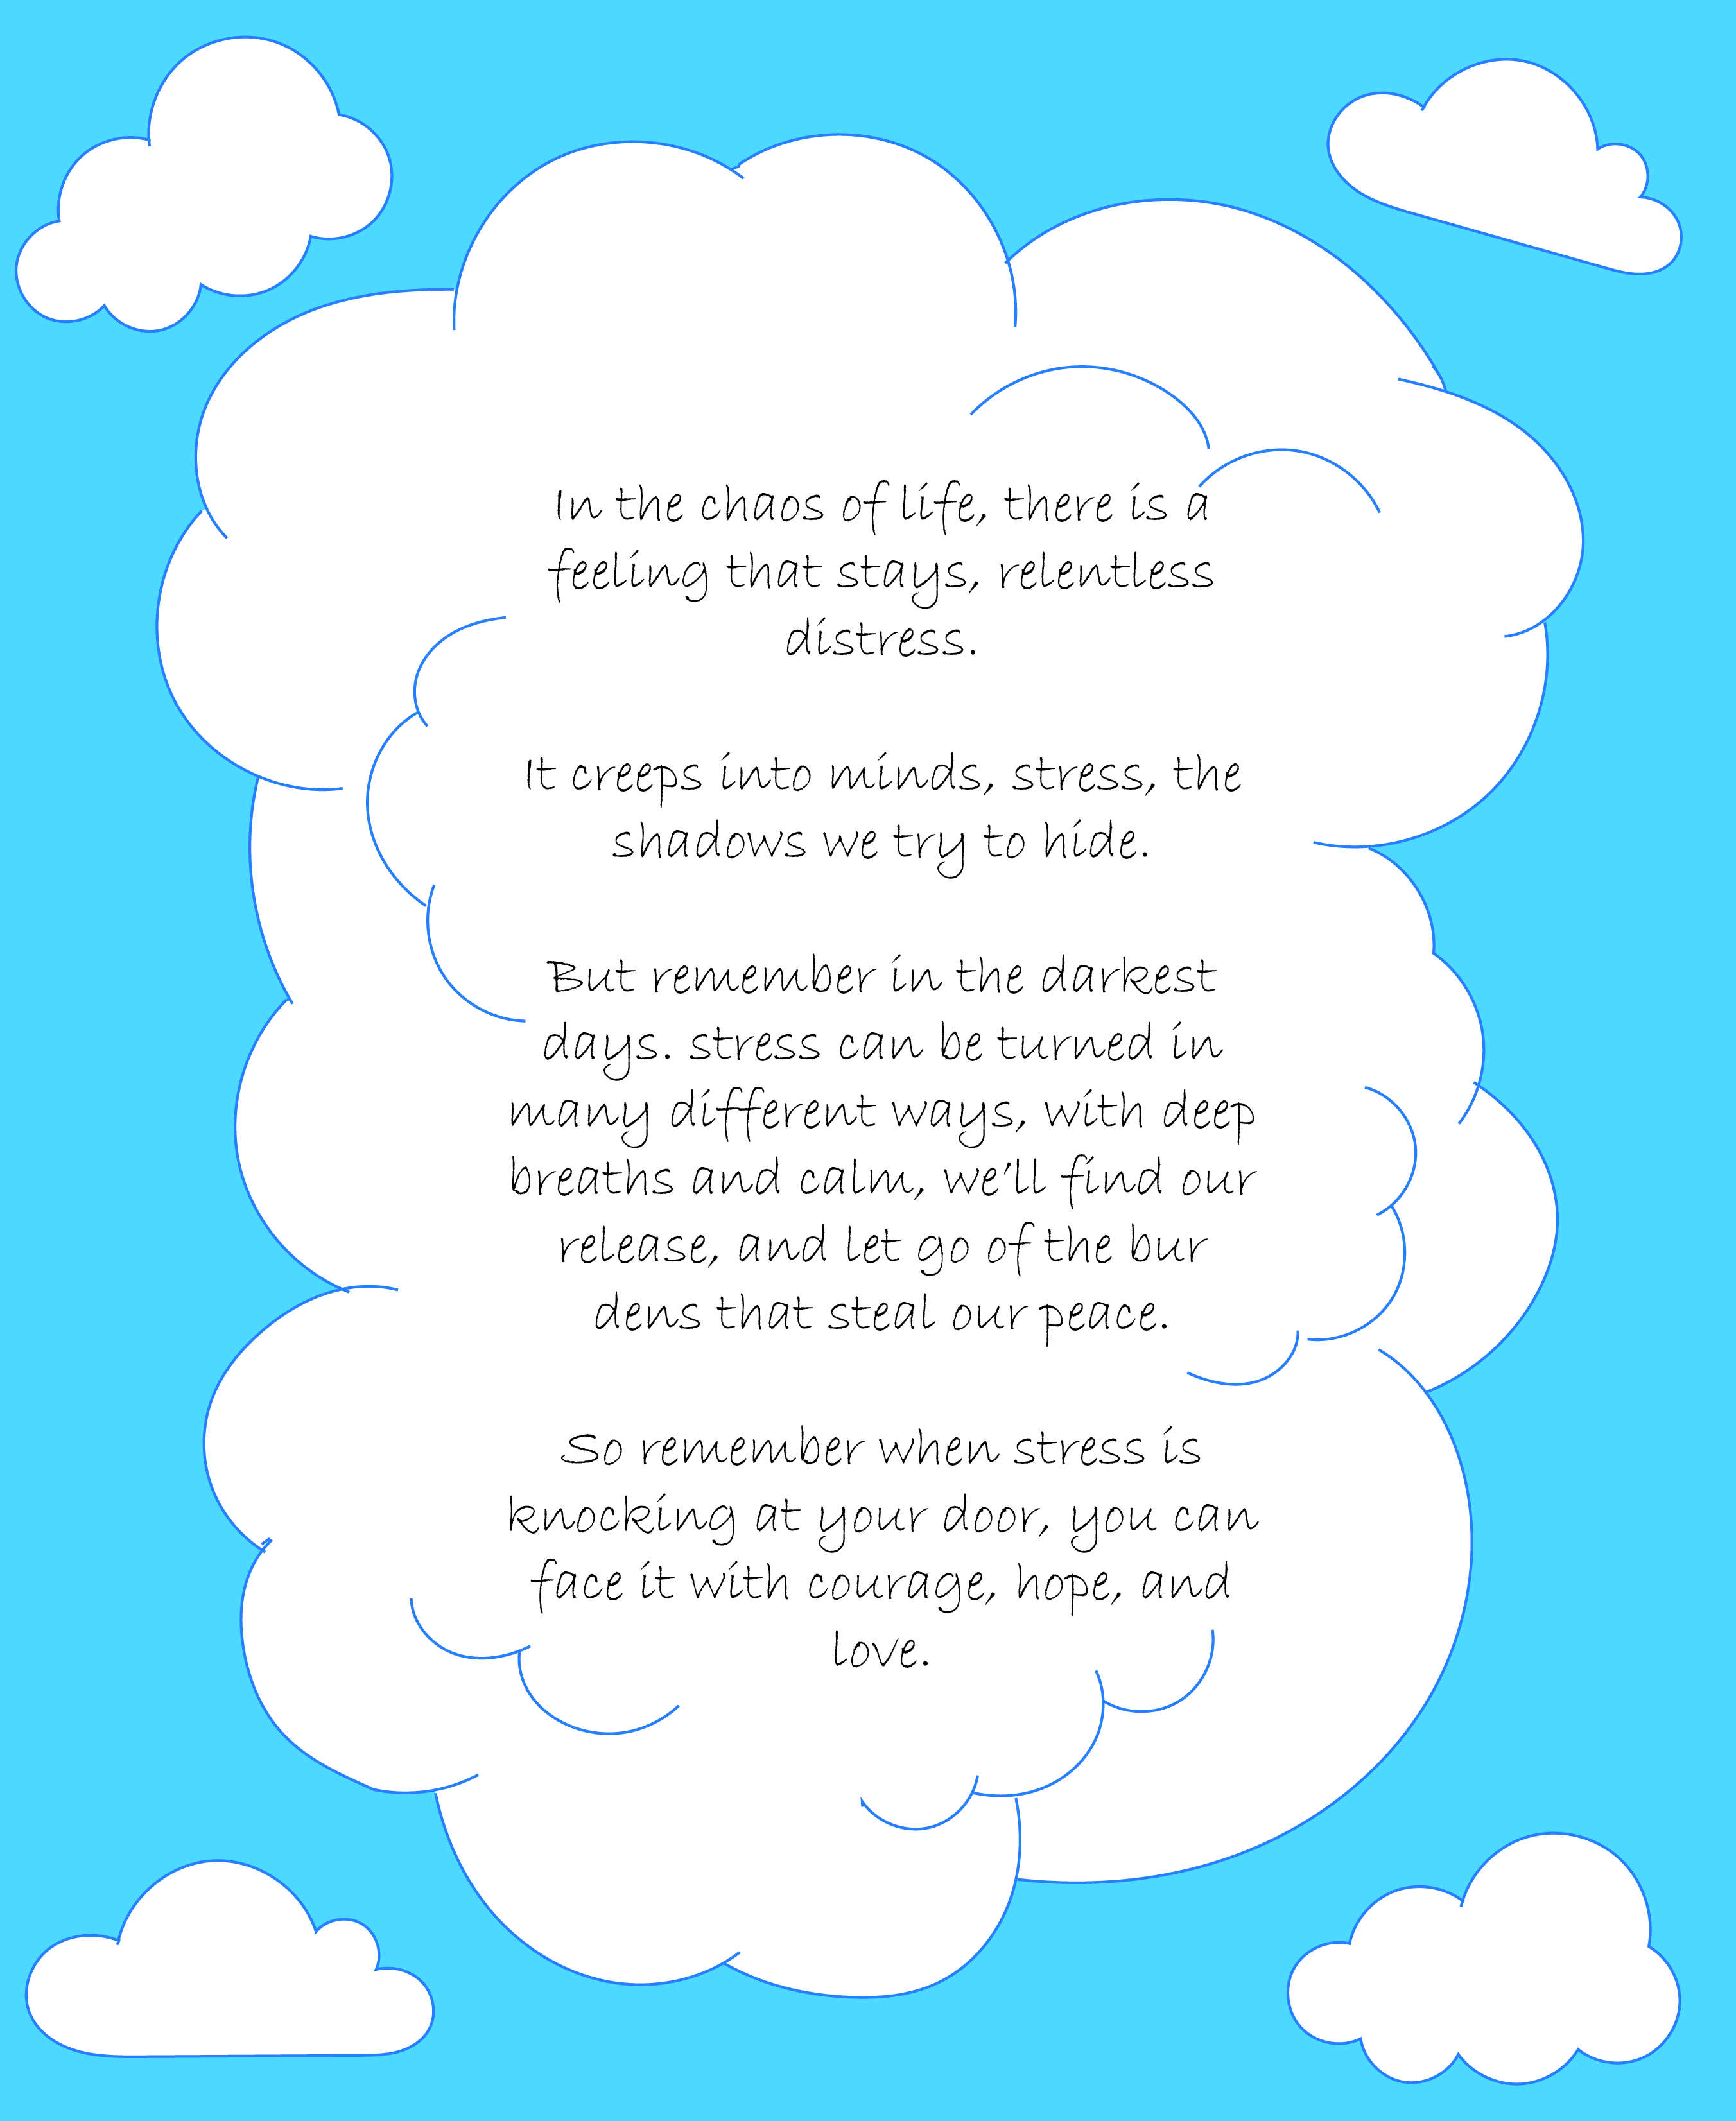 In the chaos of life, there is a
feeling that stays, relentless
distress.
It creeps into minds, stress, the
shadows we try to hide.
But remember in the darkest
days. stress can be turned in
many different ways, with deep
breaths and calm, we'll find our
release, and let go of the bur
dens that steal our peace.
So remember when stress is
knocking at your door, you can
face it with courage, hope, and
love.